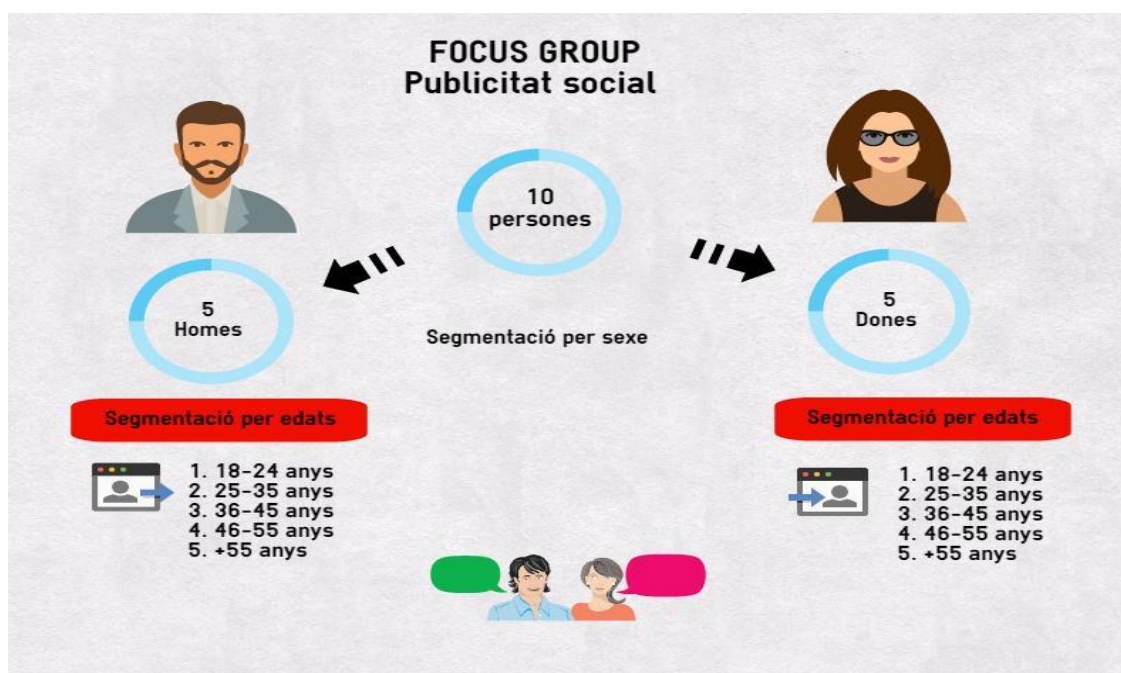 FOCUS GROUP
Publicitat social
10
persones
5
Homes
5
Dones
Segmentació per sexe
Segmentació per edats
1. 18-24 anys
2. 25-35 anys
3. 36-45 anys
4. 46-55 anys
5. +55 anys
Segmentació per edats
1. 18-24 anys
2. 25-35 anys
3. 36-45 anys
4. 46-55 anys
5. +55 anys